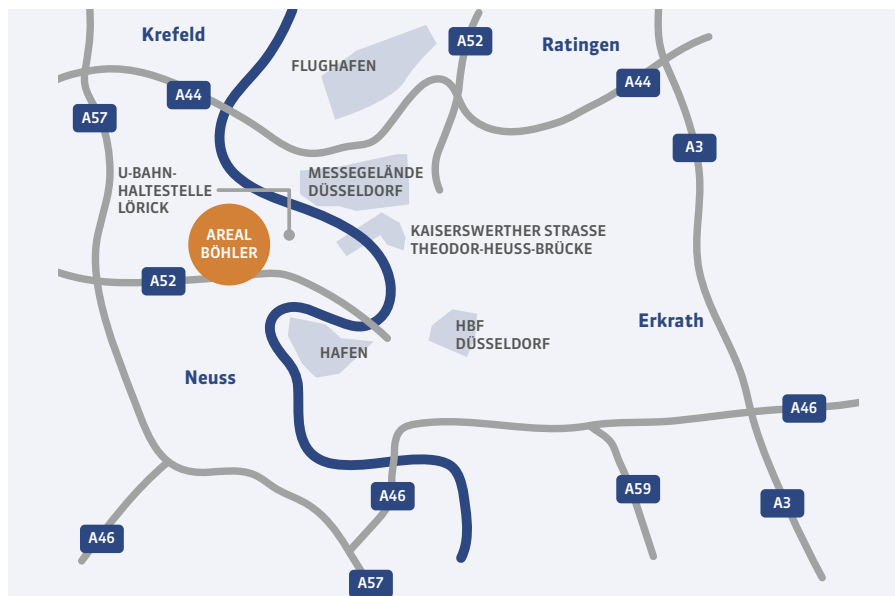 Krefeld
A52
Ratingen
FLUGHAFEN
A44
A44
A57
A3
U-BAHN-
HALTESTELLE
LÖRICK
MESSEGELÄNDE
DÜSSELDORF
AREAL
BÖHLER
KAISERSWERTHER STRASSE
THEODOR-HEUSS-BRÜCKE
A52
Erkrath
HBF
DÜSSELDORF
HAFEN
Neuss
A46
A59
A46
A3
A46
A57